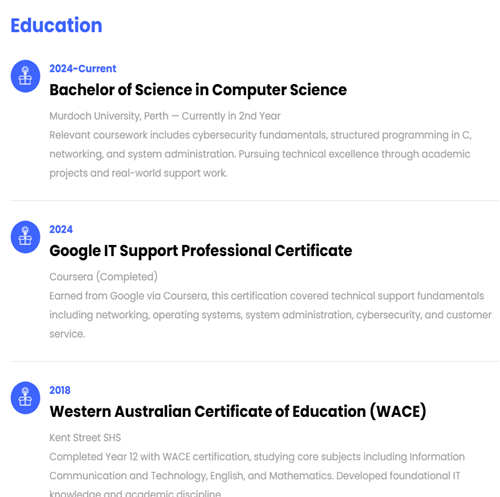 Education
2024-Current
Bachelor of Science in Computer Science
Murdoch University, Perth — Currently in 2nd Year
Relevant coursework includes cybersecurity fundamentals, structured programming in C,
networking, and system administration. Pursuing technical excellence through academic
projects and real-world support work.
2024
Google IT Support Professional Certificate
Coursera (Completed)
Earned from Google via Coursera, this certification covered technical support fundamentals
including networking, operating systems, system administration, cybersecurity, and customer
service.
2018
Western Australian Certificate of Education (WACE)
Kent Street SHS
Completed Year 12 with WACE certification, studying core subjects including Information
Communication and Technology, English, and Mathematics. Developed foundational IT
knowledge and academic discipline